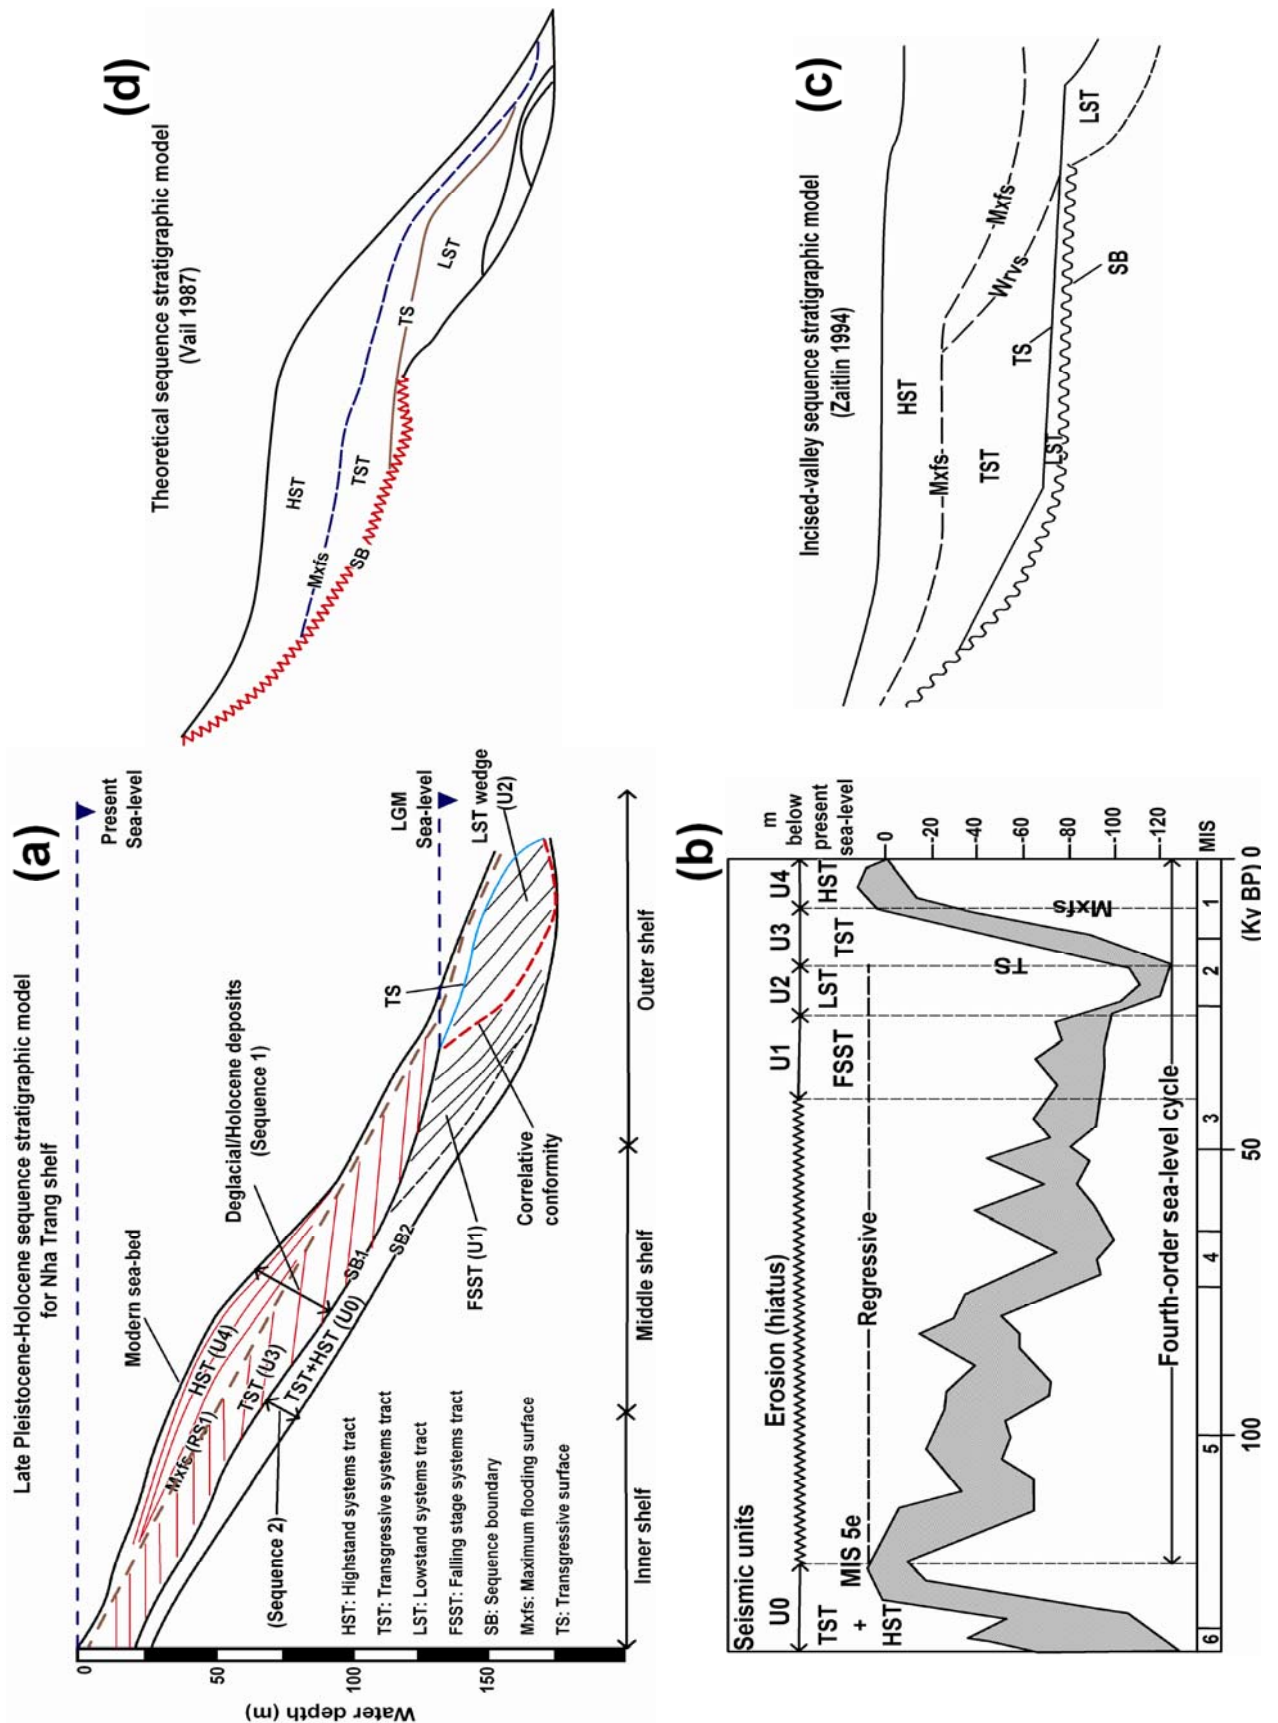 (a)
Late Pleistocene-Holocene sequence stratigraphic model
for Nha Trang shelf
Present
Sea-level
LGM
Sea-level
Modern sea-bed
Deglacial/Holocene deposits
(Sequence 1)
TS
LST wedge
(U2)
HST (U4)
Mxfs (RS1)
TST (U3)
SB1
TST+HST (U0)
SB2
(Sequence 2)
FSST (U1)
Correlative
conformity
HST: Highstand systems tract
TST: Transgressive systems tract
LST: Lowstand systems tract
FSST: Falling stage systems tract
SB: Sequence boundary
Mxfs: Maximum flooding surface
TS: Transgressive surface
Inner shelf
Middle shelf
Outer shelf
Water depth (m)
0
50
100
150
(b)
Seismic units
m
below
present
sea-level
U0
Erosion (hiatus)
U1
U2
U3
U4
TST
+
HST
MIS 5e
Regressive
FSST
LST
TST
HST
TS
Mxfs
0
-20
-40
-60
-80
-100
-120
Fourth-order sea-level cycle
MIS
6
5
4
3
2
1
100
50
0
(Ky BP)
(c)
Incised-valley sequence stratigraphic model
(Zaitlin 1994)
HST
Mxfs
Mxfs
TST
Wrvs
TS
LST
LST
SB
(d)
Theoretical sequence stratigraphic model
(Vail 1987)
HST
Mxfs
TST
SB
TS
LST